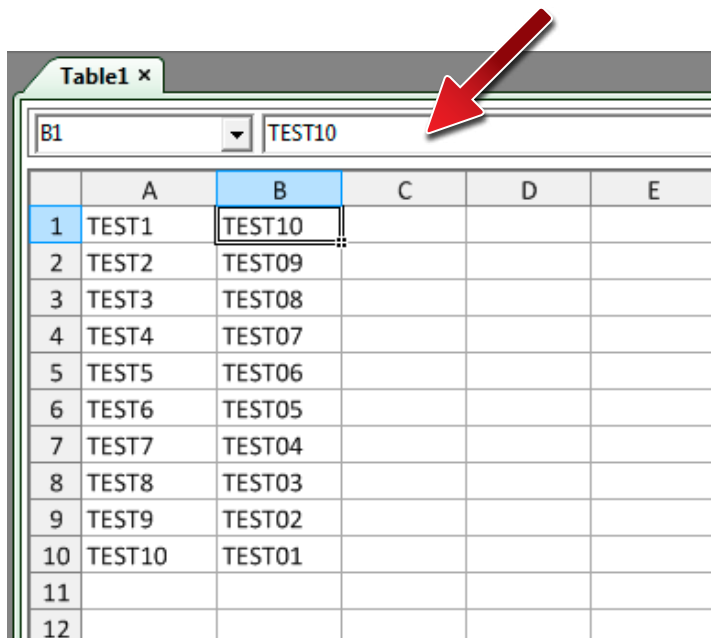 Table1 ×
B1 TEST10
A B C D E
1 TEST1 TEST10
2 TEST2 TEST09
3 TEST3 TEST08
4 TEST4 TEST07
5 TEST5 TEST06
6 TEST6 TEST05
7 TEST7 TEST04
8 TEST8 TEST03
9 TEST9 TEST02
10 TEST10 TEST01
11
12